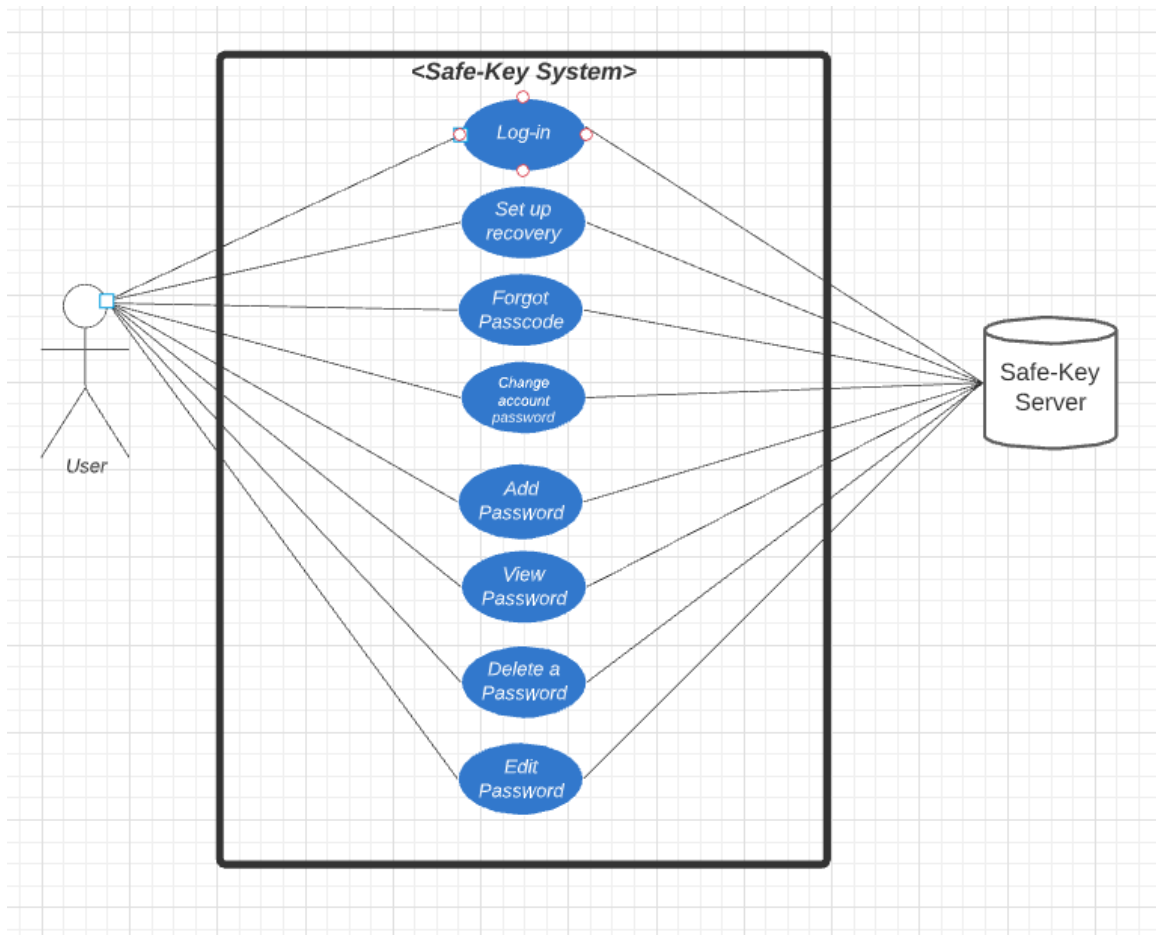 <Safe-Key System>
Log-in
Set up
recovery
Forgot
Passcode
Change
account
password
Add
Password
View
Password
Delete a
Password
Edit
Password
User
Safe-Key
Server